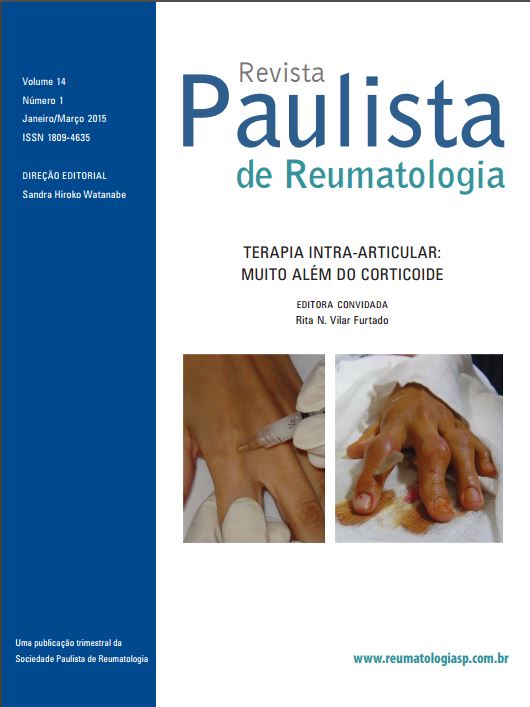 Volume 14
Número 1
Janeiro/Março 2015
ISSN 1809-4635
DIREÇÃO EDITORIAL
Sandra Hiroko Watanabe
Revista
Paulista
de Reumatologia
TERAPIA INTRA-ARTICULAR:
MUITO ALÉM DO CORTICOIDE
EDITORA CONVIDADA
Rita N. Vilar Furtado
Uma publicação trimestral da
Sociedade Paulista de Reumatologia
www.reumatologiasp.com.br